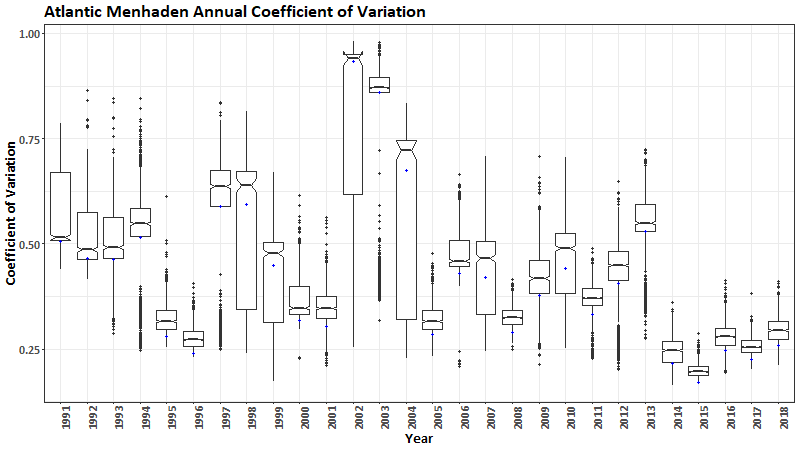 Atlantic Menhaden Annual Coefficient of Variation
1.00
0.75
0.50
0.25
Coefficient of Variation
1991 1992 1993 1994 1995 1996 1997 1998 1999 2000 2001 2002 2003 2004 2005 2006 2007 2008 2009 2010 2011 2012 2013 2014 2015 2016 2017 2018
Year